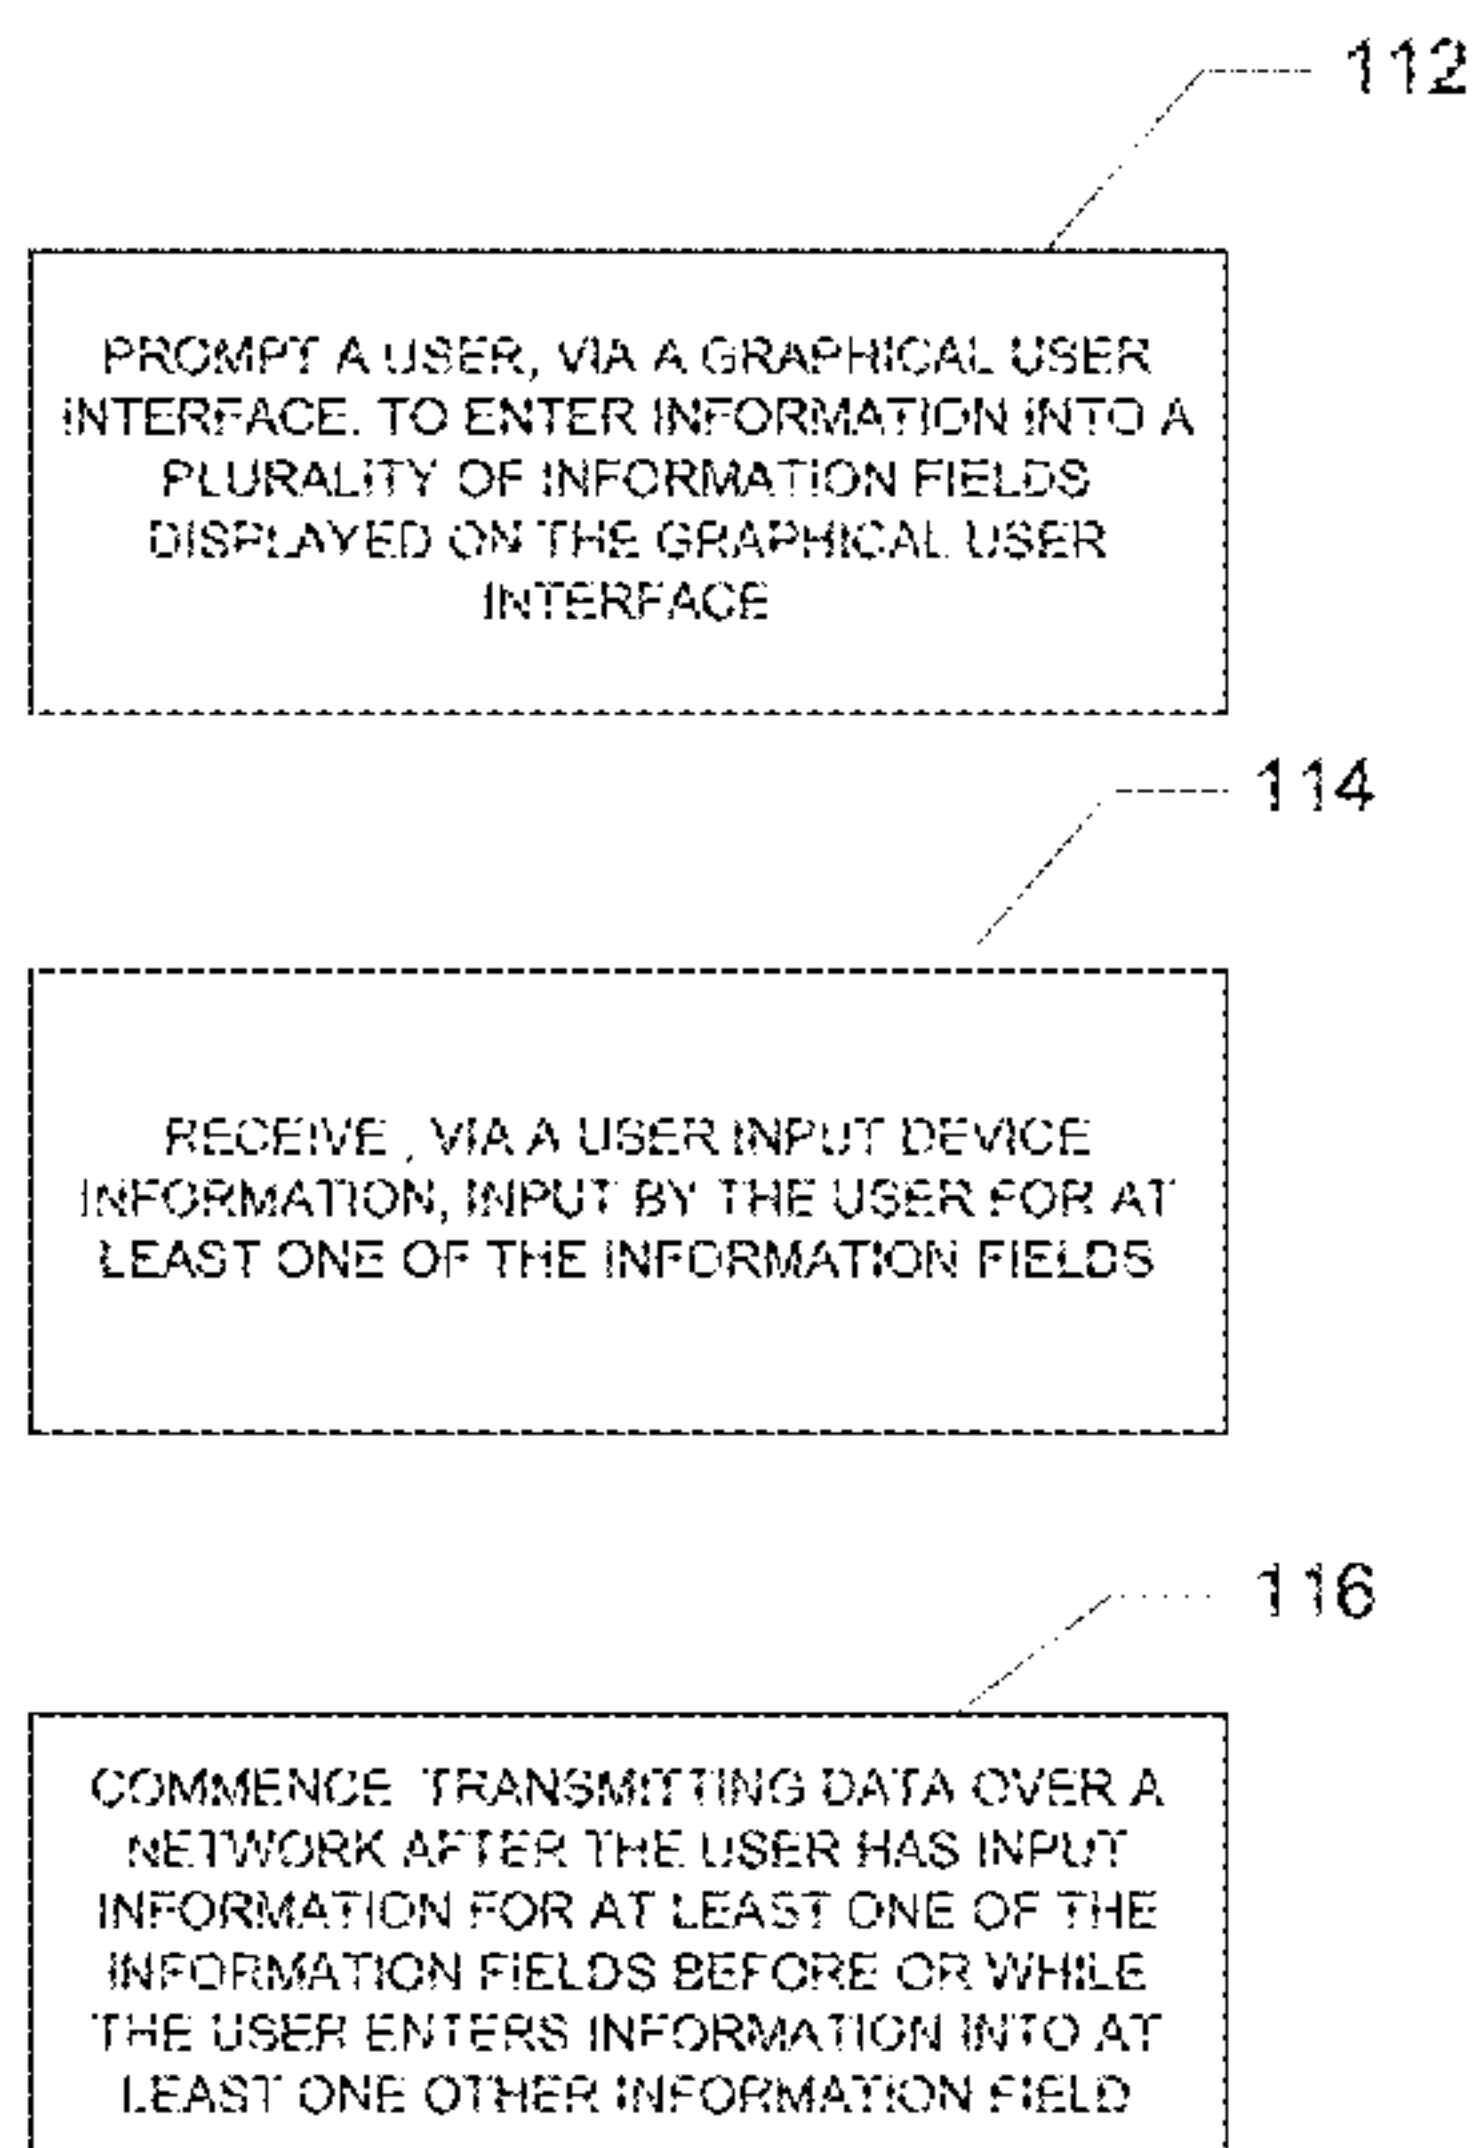 112
PROMPT A USER, VIA A GRAPHICAL USER
INTERFACE. TO ENTER INFORMATION INTO A
PLURALITY OF INFORMATION FIELDS
DISPLAYED ON THE GRAPHICAL USER
INTERFACE
114
RECEIVE , VIA A USER INPUT DEVICE
INFORMATION, INPUT BY THE USER FOR AT
LEAST ONE OF THE INFORMATION FIELDS
116
COMMENCE TRANSMITTING DATA OVER A
NETWORK AFTER THE USER HAS INPUT
INFORMATION FOR AT LEAST ONE OF THE
INFORMATION FIELDS BEFORE OR WHILE
THE USER ENTERS INFORMATION INTO AT
LEAST ONE OTHER INFORMATION FIELD